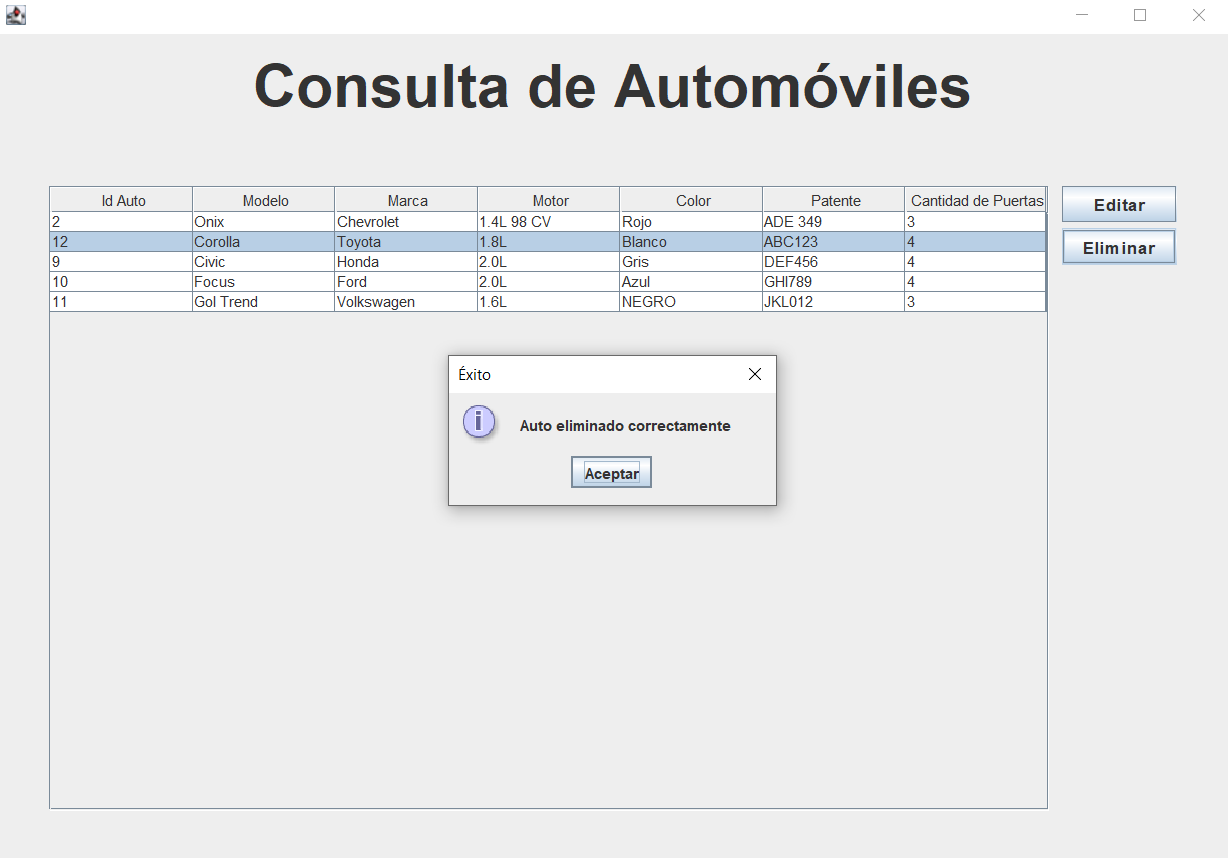 Consulta de Automóviles
Id Auto Modelo Marca Motor Color Patente Cantidad de Puertas
2 Onix Chevrolet 1.4L 98 CV Rojo ADE 349 3
12 Corolla Toyota 1.8L Blanco ABC123 4
9 Civic Honda 2.0L Gris DEF456 4
10 Focus Ford 2.0L Azul GHI789 4
11 Gol Trend Volkswagen 1.6L NEGRO JKL012 3
Editar
Eliminar
Éxito
i
Auto eliminado correctamente
Aceptar